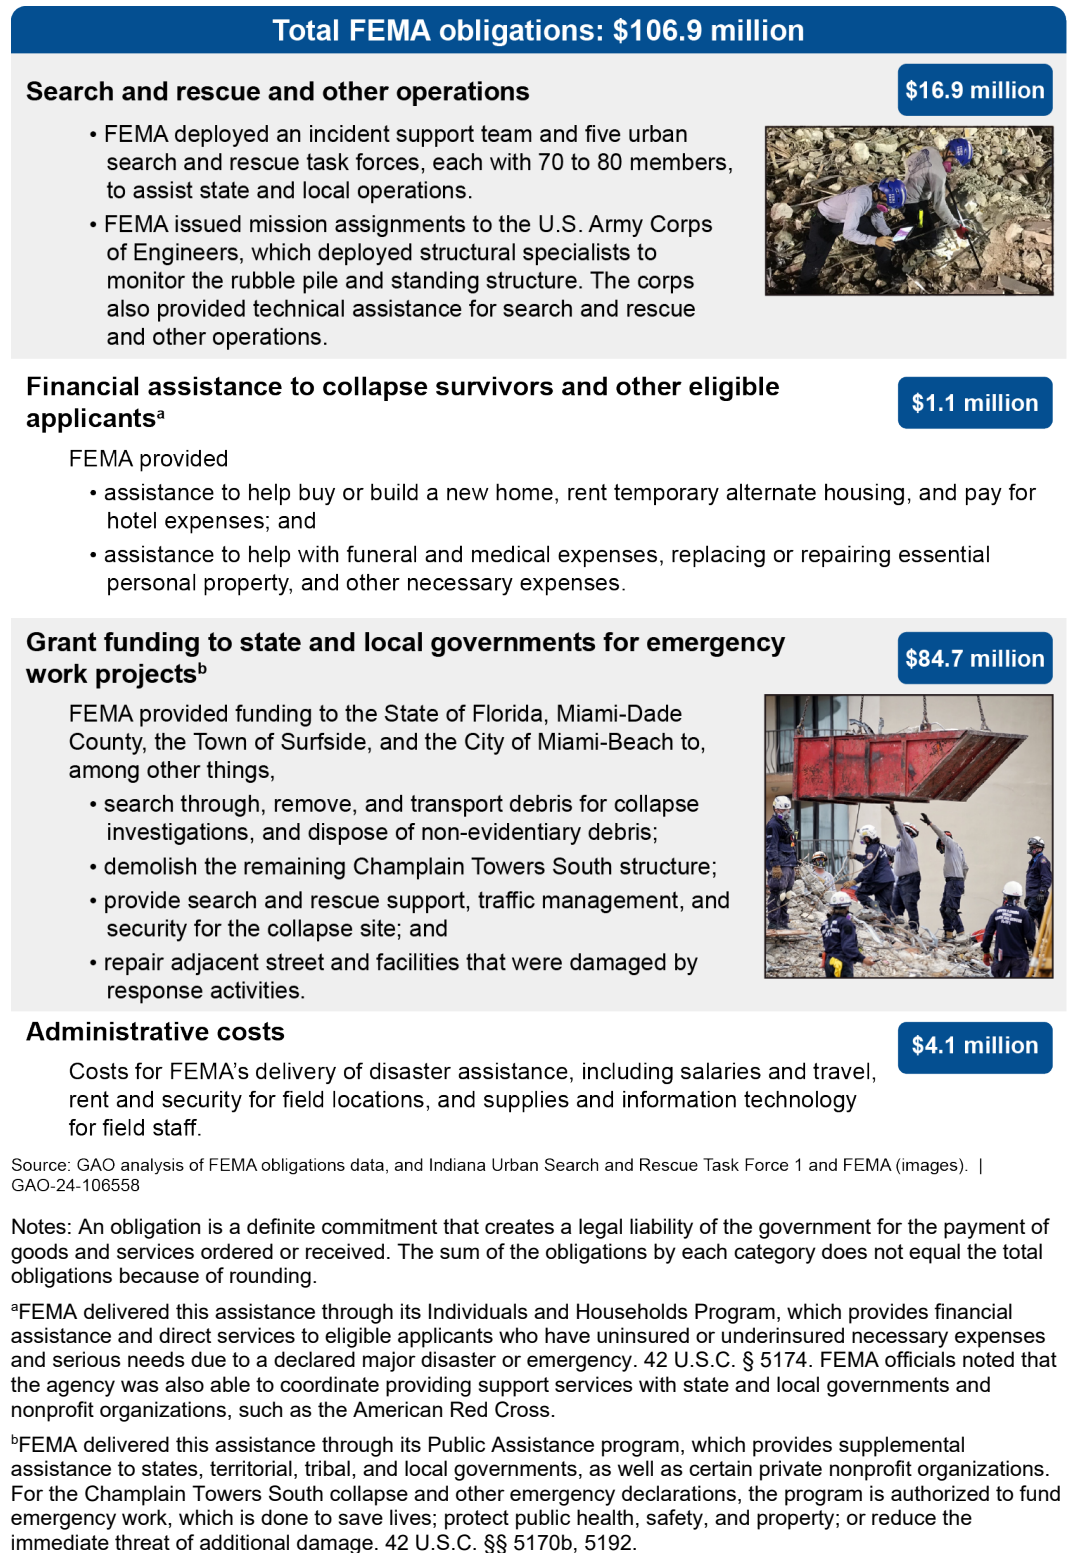 Total FEMA obligations: $106.9 million
Search and rescue and other operations
$16.9 million
• FEMA deployed an incident support team and five urban
search and rescue task forces, each with 70 to 80 members,
to assist state and local operations.
• FEMA issued mission assignments to the U.S. Army Corps
of Engineers, which deployed structural specialists to
monitor the rubble pile and standing structure. The corps
also provided technical assistance for search and rescue
and other operations.
Financial assistance to collapse survivors and other eligible
applicantsᵃ
$1.1 million
FEMA provided
• assistance to help buy or build a new home, rent temporary alternate housing, and pay for
hotel expenses; and
• assistance to help with funeral and medical expenses, replacing or repairing essential
personal property, and other necessary expenses.
Grant funding to state and local governments for emergency
work projectsᵇ
$84.7 million
FEMA provided funding to the State of Florida, Miami-Dade
County, the Town of Surfside, and the City of Miami-Beach to,
among other things,
• search through, remove, and transport debris for collapse
investigations, and dispose of non-evidentiary debris;
• demolish the remaining Champlain Towers South structure;
• provide search and rescue support, traffic management, and
security for the collapse site; and
• repair adjacent street and facilities that were damaged by
response activities.
Administrative costs
$4.1 million
Costs for FEMA’s delivery of disaster assistance, including salaries and travel,
rent and security for field locations, and supplies and information technology
for field staff.
Source: GAO analysis of FEMA obligations data, and Indiana Urban Search and Rescue Task Force 1 and FEMA (images). |
GAO-24-106558
Notes: An obligation is a definite commitment that creates a legal liability of the government for the payment of
goods and services ordered or received. The sum of the obligations by each category does not equal the total
obligations because of rounding.
ᵃFEMA delivered this assistance through its Individuals and Households Program, which provides financial
assistance and direct services to eligible applicants who have uninsured or underinsured necessary expenses
and serious needs due to a declared major disaster or emergency. 42 U.S.C. § 5174. FEMA officials noted that
the agency was also able to coordinate providing support services with state and local governments and
nonprofit organizations, such as the American Red Cross.
ᵇFEMA delivered this assistance through its Public Assistance program, which provides supplemental
assistance to states, territorial, tribal, and local governments, as well as certain private nonprofit organizations.
For the Champlain Towers South collapse and other emergency declarations, the program is authorized to fund
emergency work, which is done to save lives; protect public health, safety, and property; or reduce the
immediate threat of additional damage. 42 U.S.C. §§ 5170b, 5192.